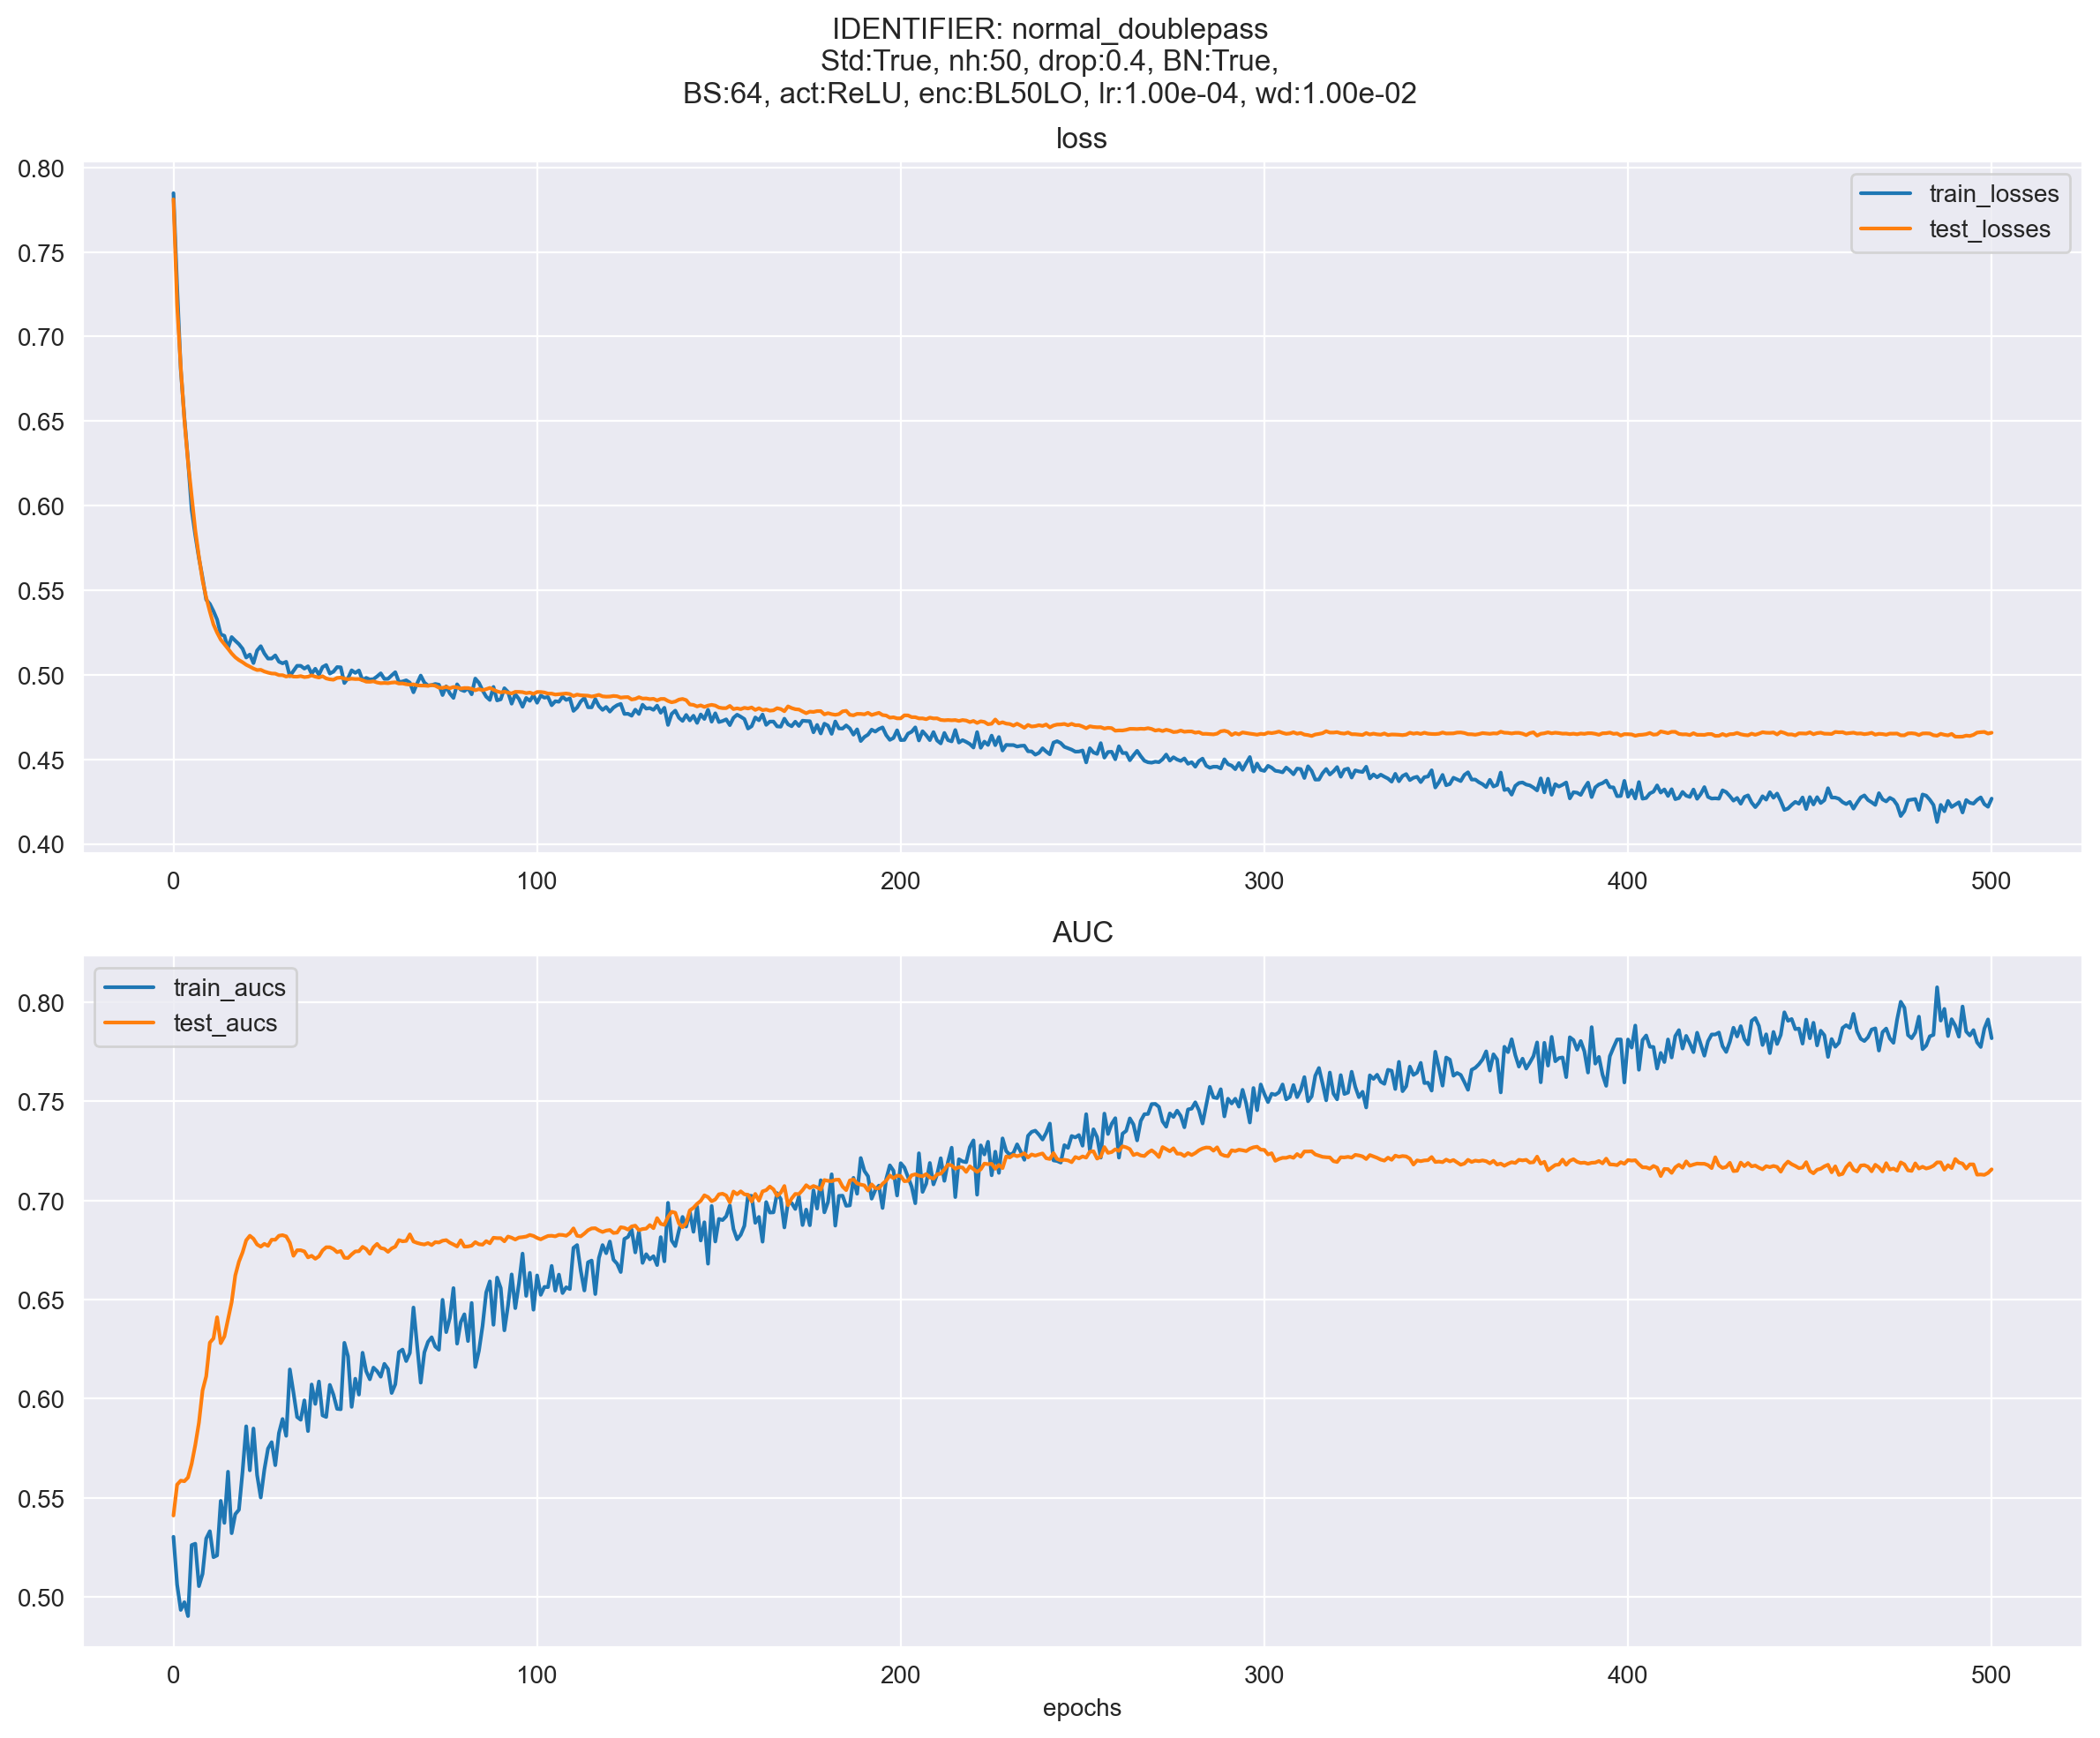 IDENTIFIER: normal_doublepass
Std:True, nh:50, drop:0.4, BN:True,
BS:64, act:ReLU, enc:BL50LO, lr:1.00e-04, wd:1.00e-02
loss
0.80
0.75
0.70
0.65
0.60
0.55
0.50
0.45
0.40
train_losses
test_losses
0 100 200 300 400 500
AUC
0.80
0.75
0.70
0.65
0.60
0.55
0.50
train_aucs
test_aucs
0 100 200 300 400 500
epochs